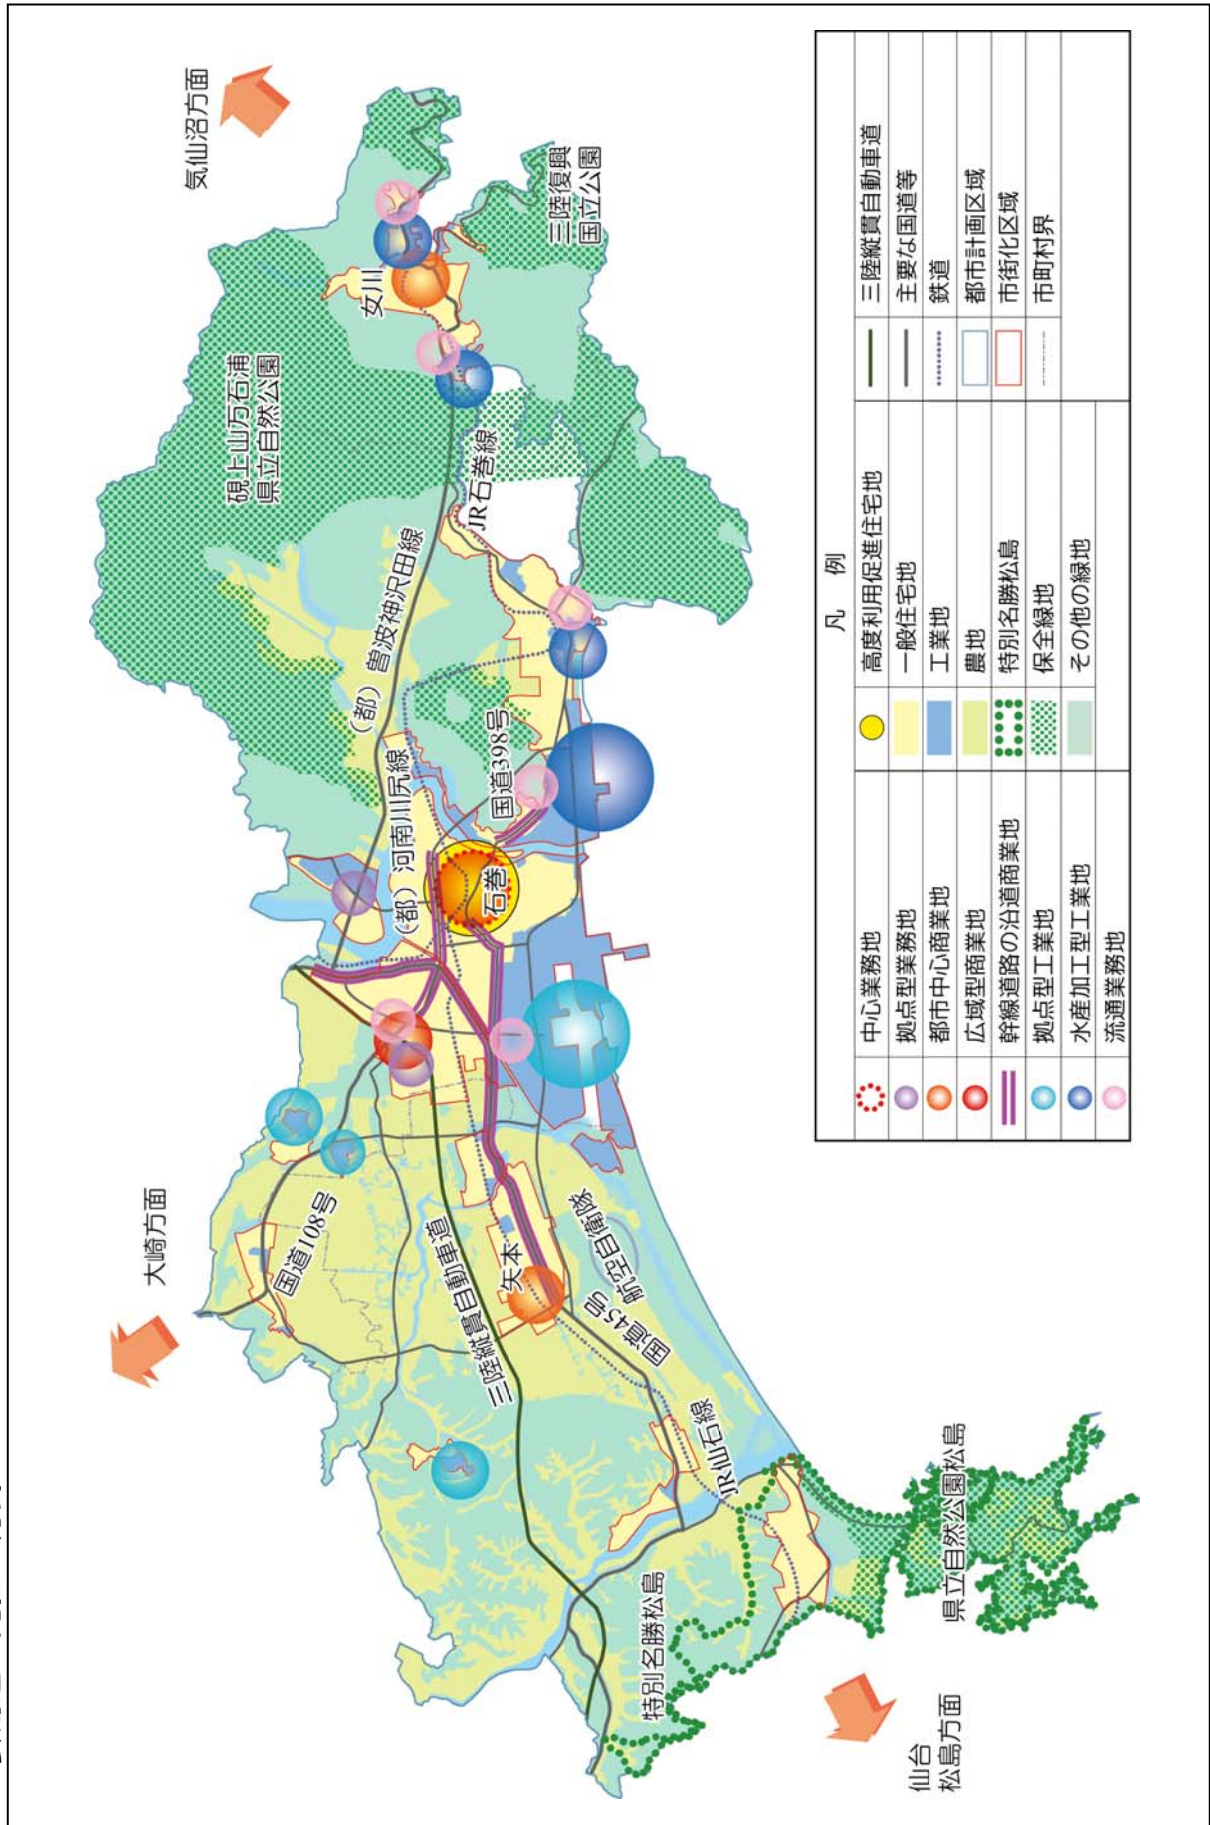 気仙沼方面
三陸復興
国立公園
女川
硯上山万石浦
県立自然公園
JR石巻線
（都）曽波神沢田線
国道398号
（都）河南川尻線
石巻
大崎方面
国道108号
三陸縦貫自動車道
矢本
航空自衛隊
国道45号
JR仙石線
特別名勝松島
県立自然公園松島
仙台
松島方面
凡例
中心業務地
拠点型業務地
都市中心商業地
広域型商業地
幹線道路の沿道商業地
拠点型工業地
水産加工型工業地
流通業務地
高度利用促進住宅地
一般住宅地
工業地
農地
特別名勝松島
保全緑地
その他の緑地
三陸縦貫自動車道
主要な国道等
鉄道
都市計画区域
市街化区域
市町村界